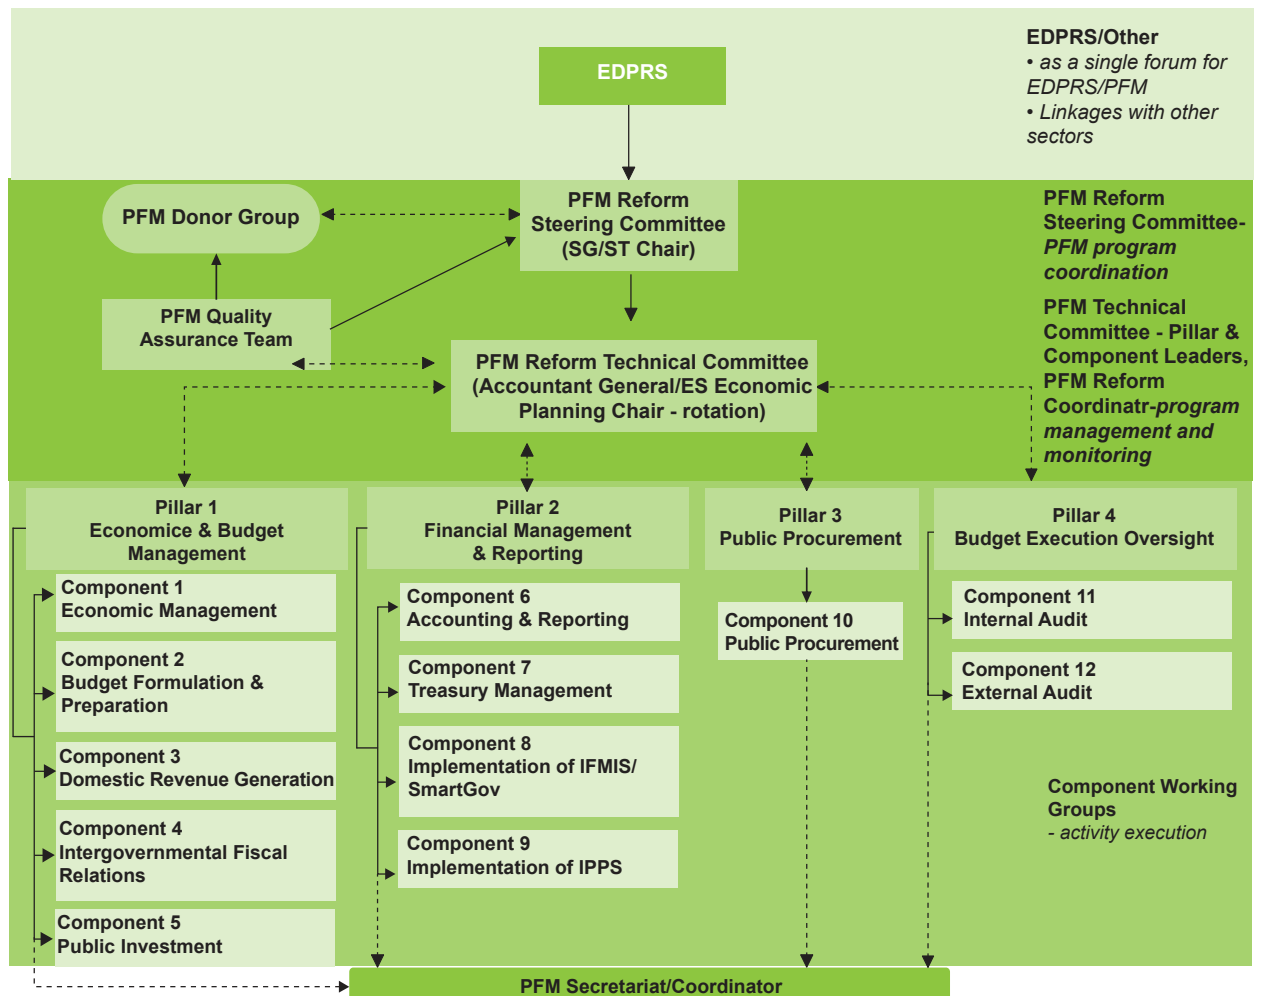 EDPRS
EDPRS/Other
• as a single forum for
EDPRS/PFM
• Linkages with other
sectors
PFM Donor Group
PFM Reform
Steering Committee
(SG/ST Chair)
PFM Reform
Steering Committee-
PFM program
coordination
PFM Quality
Assurance Team
PFM Reform Technical Committee
(Accountant General/ES Economic
Planning Chair - rotation)
PFM Technical
Committee - Pillar &
Component Leaders,
PFM Reform
Coordinatr-program
management and
monitoring
Pillar 1
Economice & Budget
Management
Component 1
Economic Management
Component 2
Budget Formulation &
Preparation
Component 3
Domestic Revenue Generation
Component 4
Intergovernmental Fiscal
Relations
Component 5
Public Investment
Pillar 2
Financial Management
& Reporting
Component 6
Accounting & Reporting
Component 7
Treasury Management
Component 8
Implementation of IFMIS/
SmartGov
Component 9
Implementation of IPPS
Pillar 3
Public Procurement
Component 10
Public Procurement
Pillar 4
Budget Execution Oversight
Component 11
Internal Audit
Component 12
External Audit
Component Working
Groups
- activity execution
PFM Secretariat/Coordinator